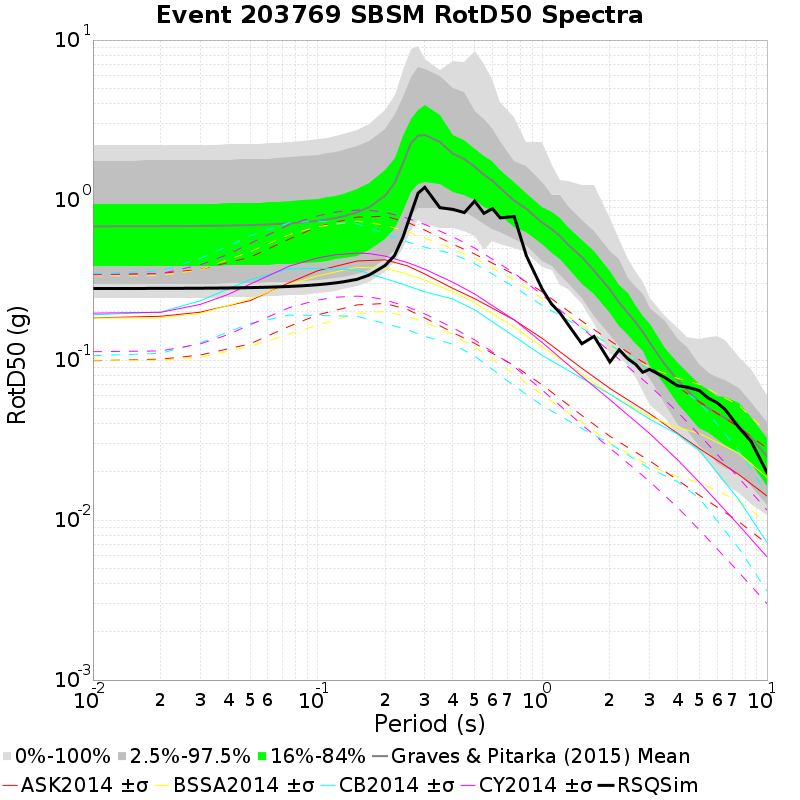 Event 203769 SBSM RotD50 Spectra
10^1
10^0
10^-1
10^-2
10^-3
RotD50 (g)
10^-2 2 3 4 5 6 10^-1 2 3 4 5 6 7 10^0 2 3 4 5 6 7 10^1
Period (s)
0%-100% 2.5%-97.5% 16%-84% Graves & Pitarka (2015) Mean
ASK2014 ±σ BSSA2014 ±σ CB2014 ±σ CY2014 ±σ RSQSim